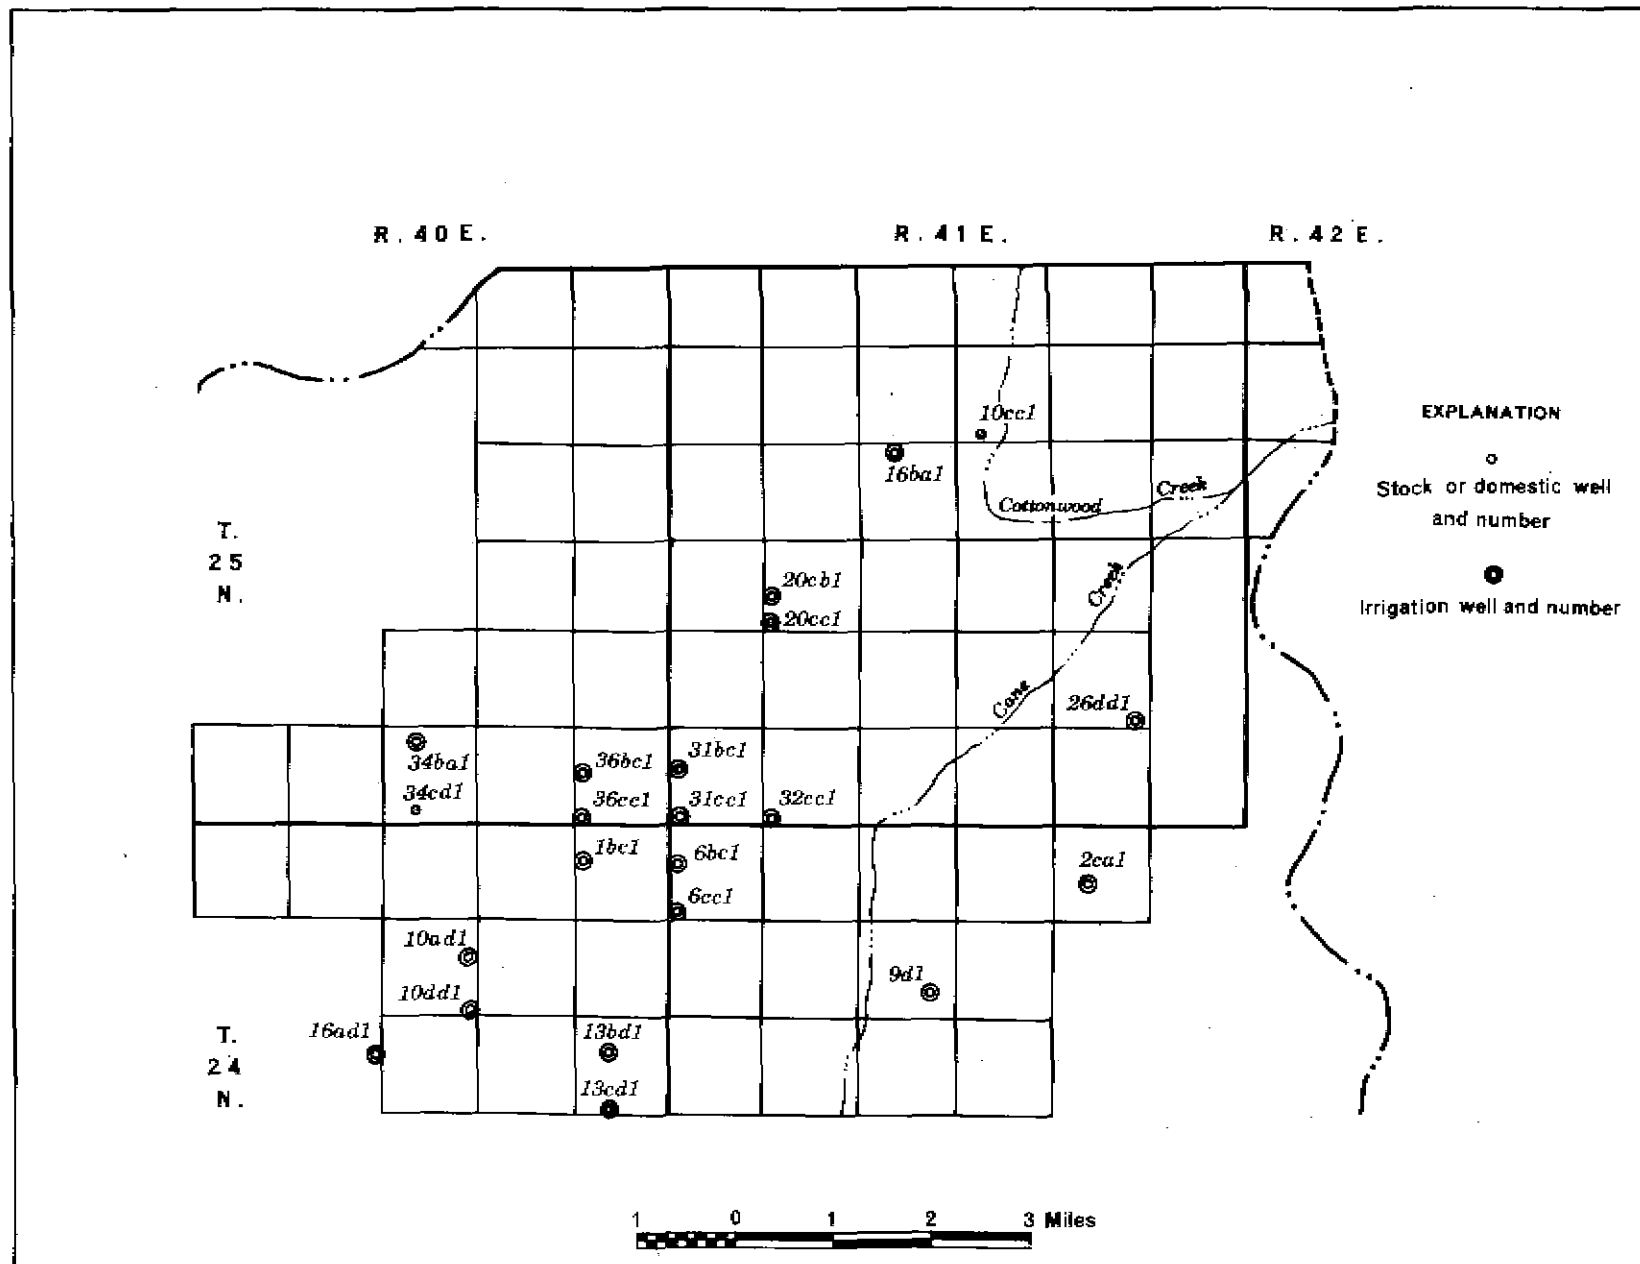 R. 40 E. R. 41 E. R. 42 E.
10cc1
EXPLANATION
16ba1
Stock or domestic well
and number
Cottonwood Creek
T.
25
N.
20cb1
Creek
Irrigation well and number
20cc1
Cane
26dd1
34ba1 36bc1 31bc1
34cd1 36cc1 31cc1 32cc1
1bc1 6bc1 2ca1
6cc1
10ad1
9d1
10dd1
16ad1 13bd1
T.
24
N.
13cd1
1 0 1 2 3 Miles